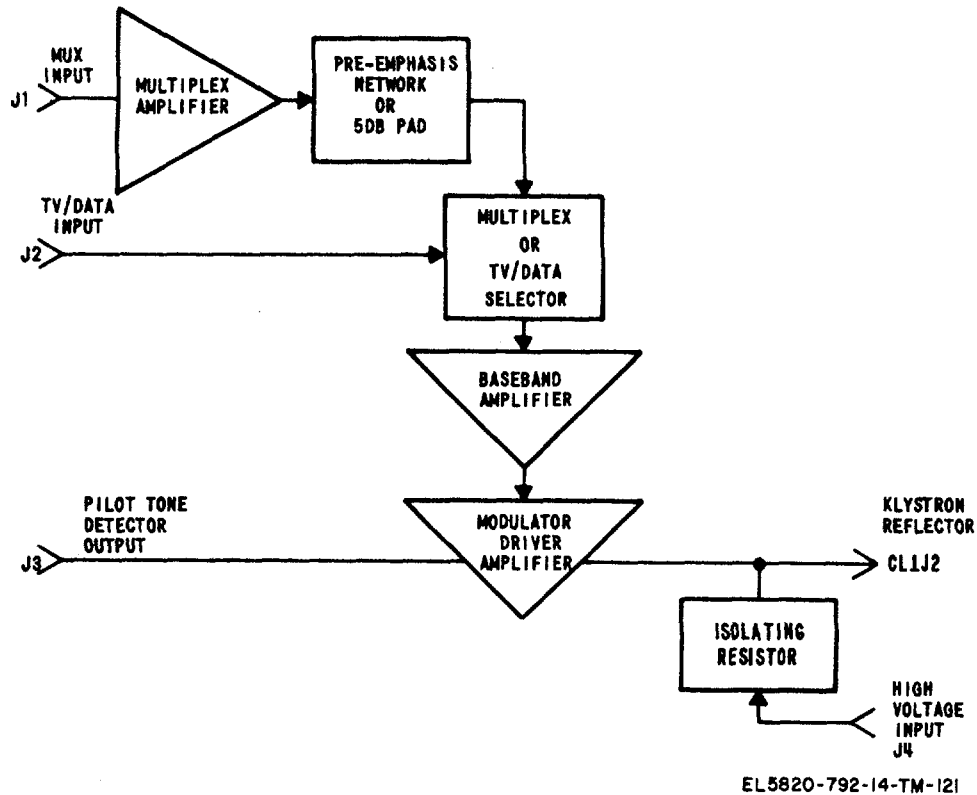 MUX
INPUT
J1
MULTIPLEX
AMPLIFIER
PRE-EMPHASIS
NETWORK
OR
5DB PAD
TV/DATA
INPUT
J2
MULTIPLEX
OR
TV/DATA
SELECTOR
BASEBAND
AMPLIFIER
PILOT TONE
DETECTOR
OUTPUT
J3
MODULATOR
DRIVER
AMPLIFIER
KLYSTRON
REFLECTOR
CL1J2
ISOLATING
RESISTOR
HIGH
VOLTAGE
INPUT
J4
EL5820-792-14-TM-121